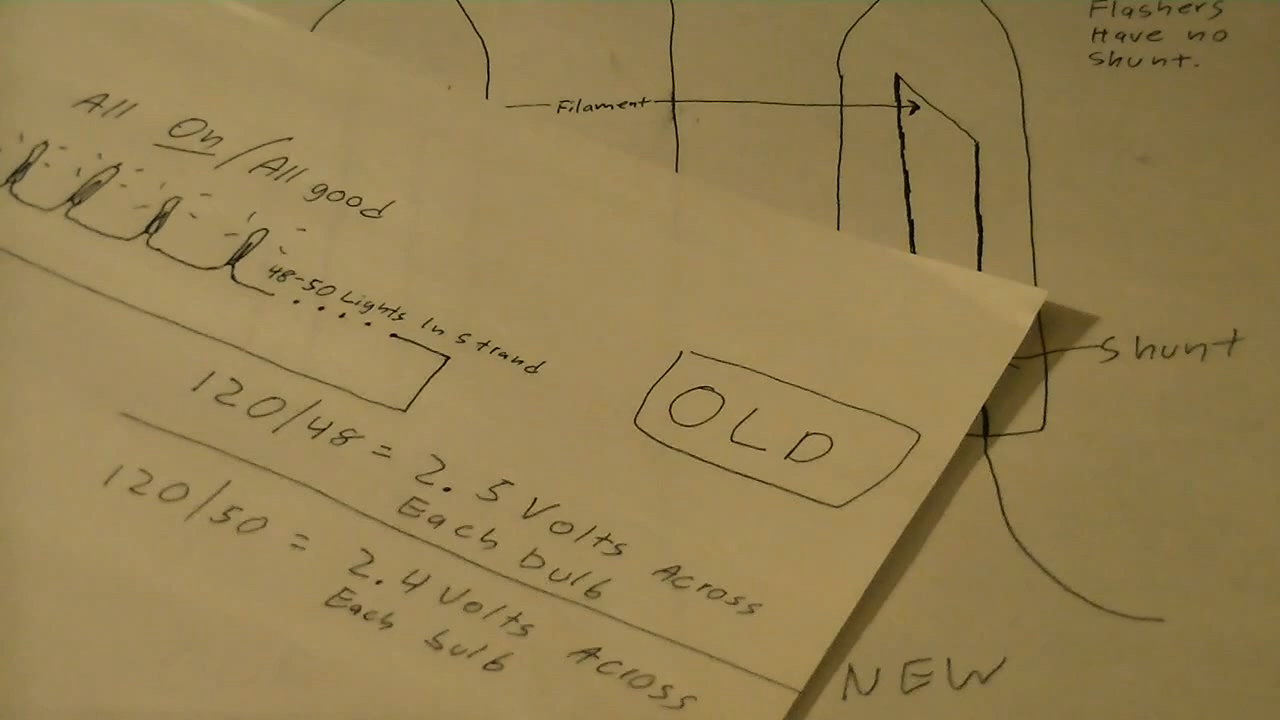 Flashers
Have no
shunt.
Filament
All On/All good
48-50 Lights In strand
OLD
Shunt
120/48 = 2.5 Volts Across
Each bulb
120/50 = 2.4 Volts Across
Each bulb
NEW